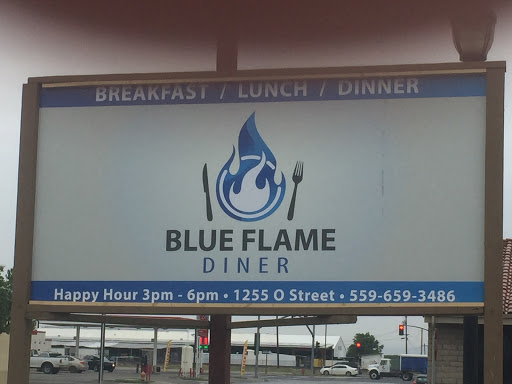 BREAKFAST / LUNCH / DINNER
BLUE FLAME
DINER
Happy Hour 3pm - 6pm • 1255 O Street • 559-659-3486